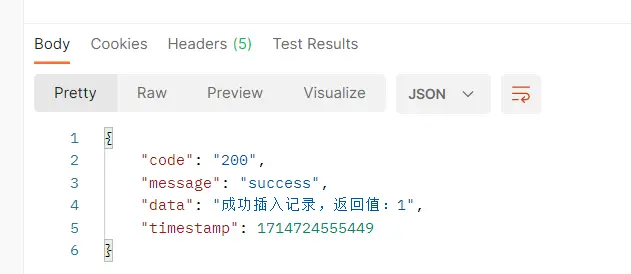 Body Cookies Headers (5) Test Results
Pretty Raw Preview Visualize JSON
1 {
2 "code": "200",
3 "message": "success",
4 "data": "成功插入记录，返回值：1",
5 "timestamp": 1714724555449
6 }